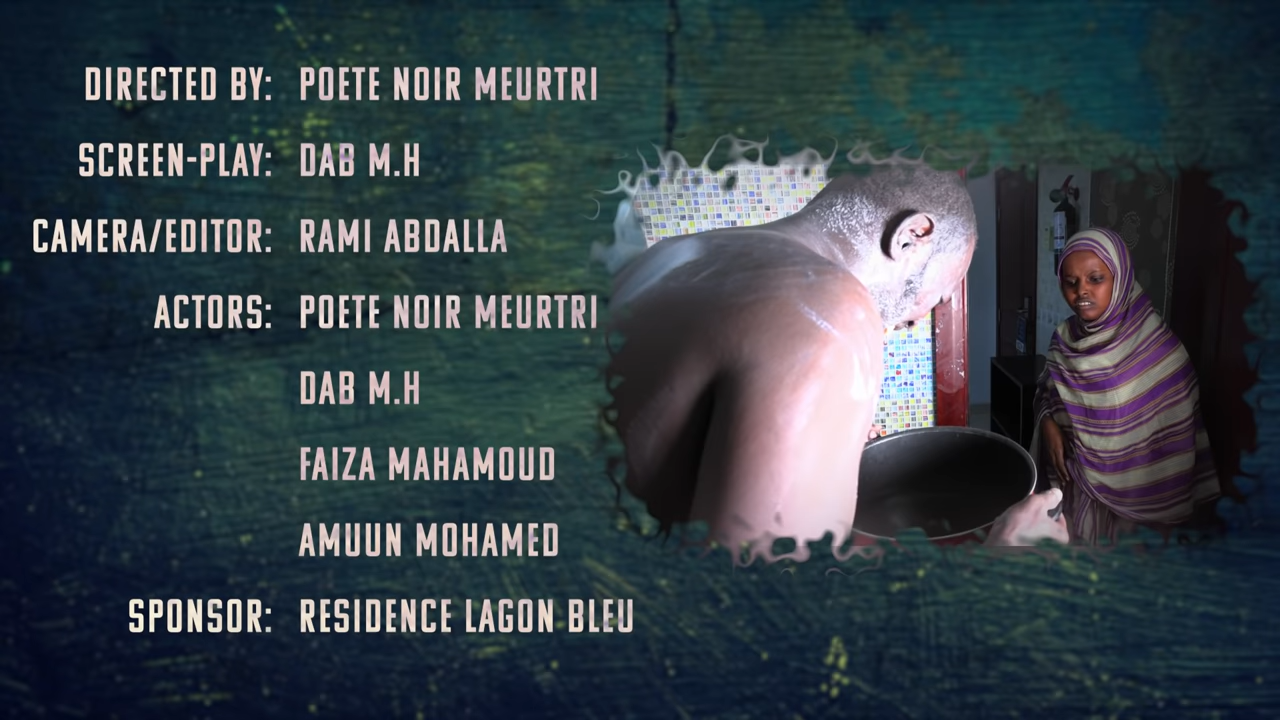 DIRECTED BY: POETE NOIR MEURTRI
SCREEN-PLAY: DAB M.H
CAMERA/EDITOR: RAMI ABDALLA
ACTORS: POETE NOIR MEURTRI
DAB M.H
FAIZA MAHAMOUD
AMUUN MOHAMED
SPONSOR: RESIDENCE LAGON BLEU